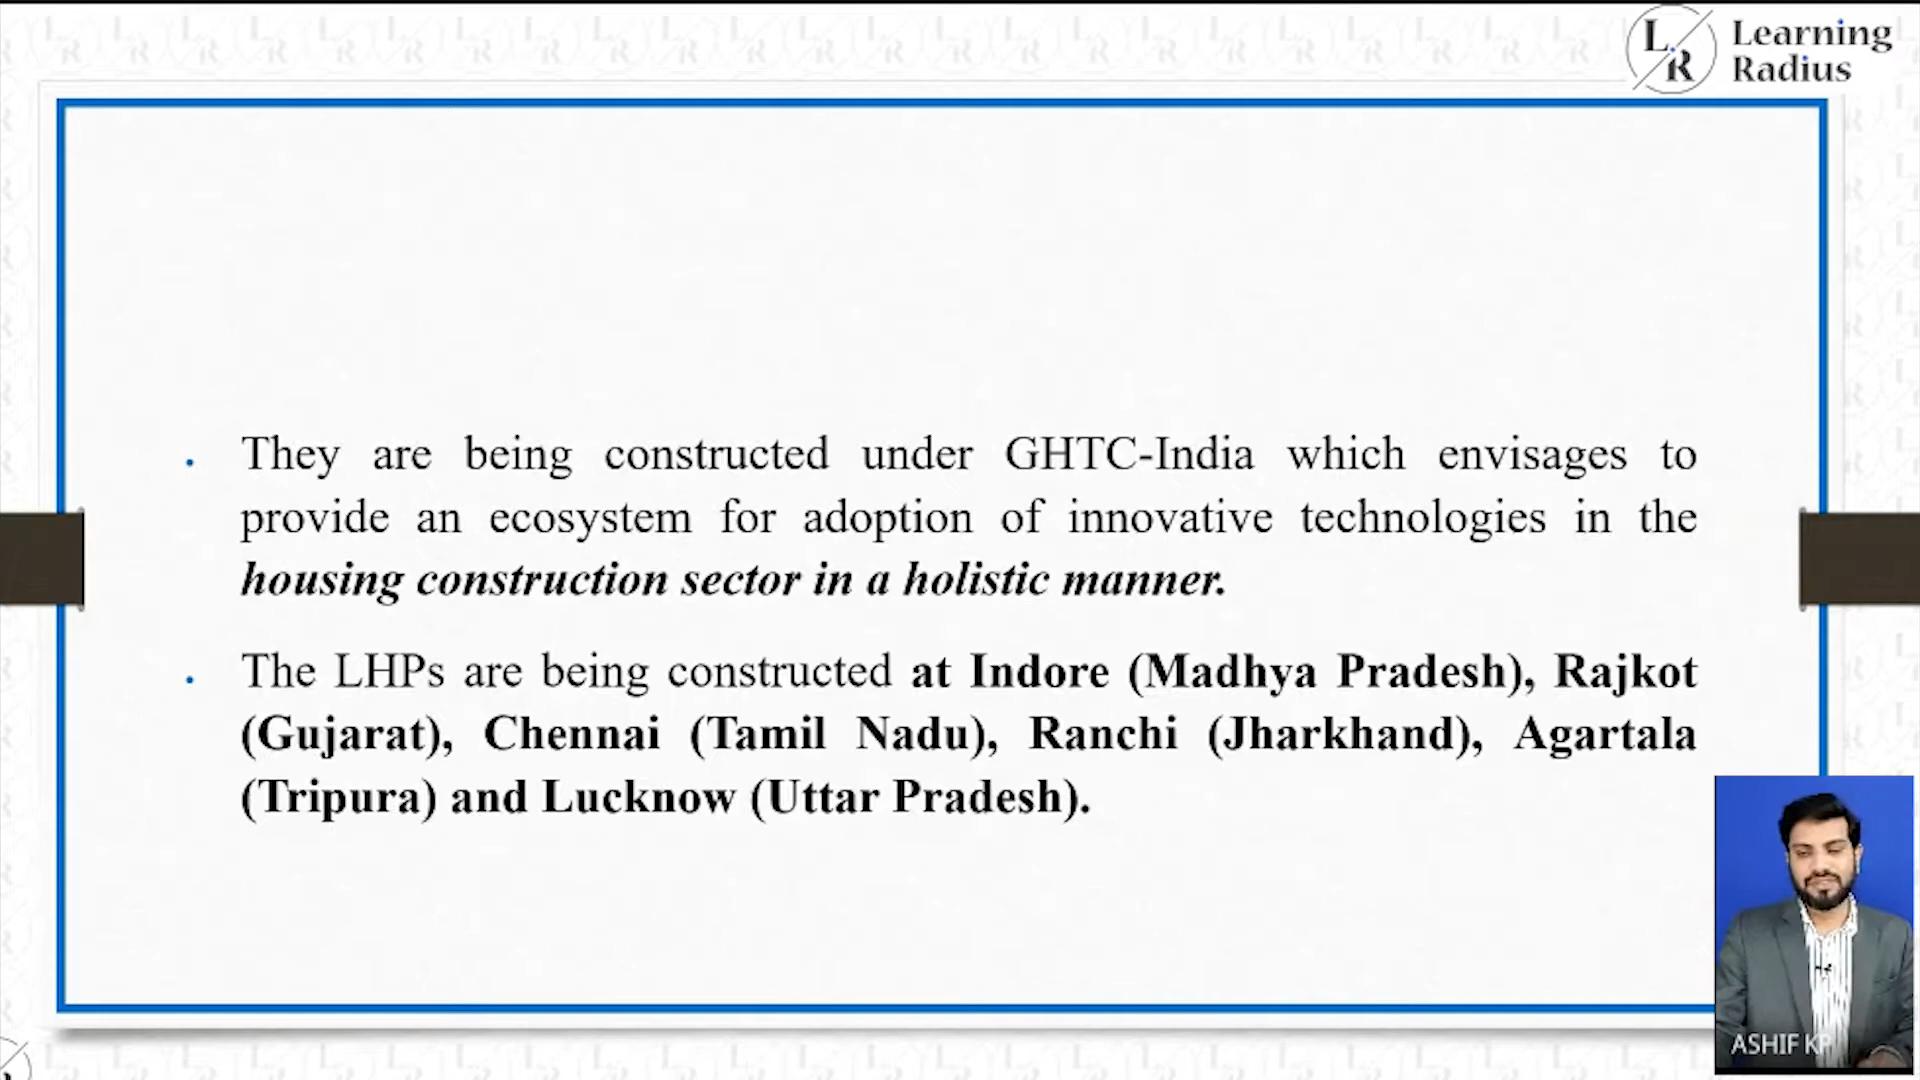 Learning
Radius
They are being constructed under GHTC-India which envisages to
provide an ecosystem for adoption of innovative technologies in the
housing construction sector in a holistic manner.
The LHPs are being constructed at Indore (Madhya Pradesh), Rajkot
(Gujarat), Chennai (Tamil Nadu), Ranchi (Jharkhand), Agartala
(Tripura) and Lucknow (Uttar Pradesh).
ASHIF KP